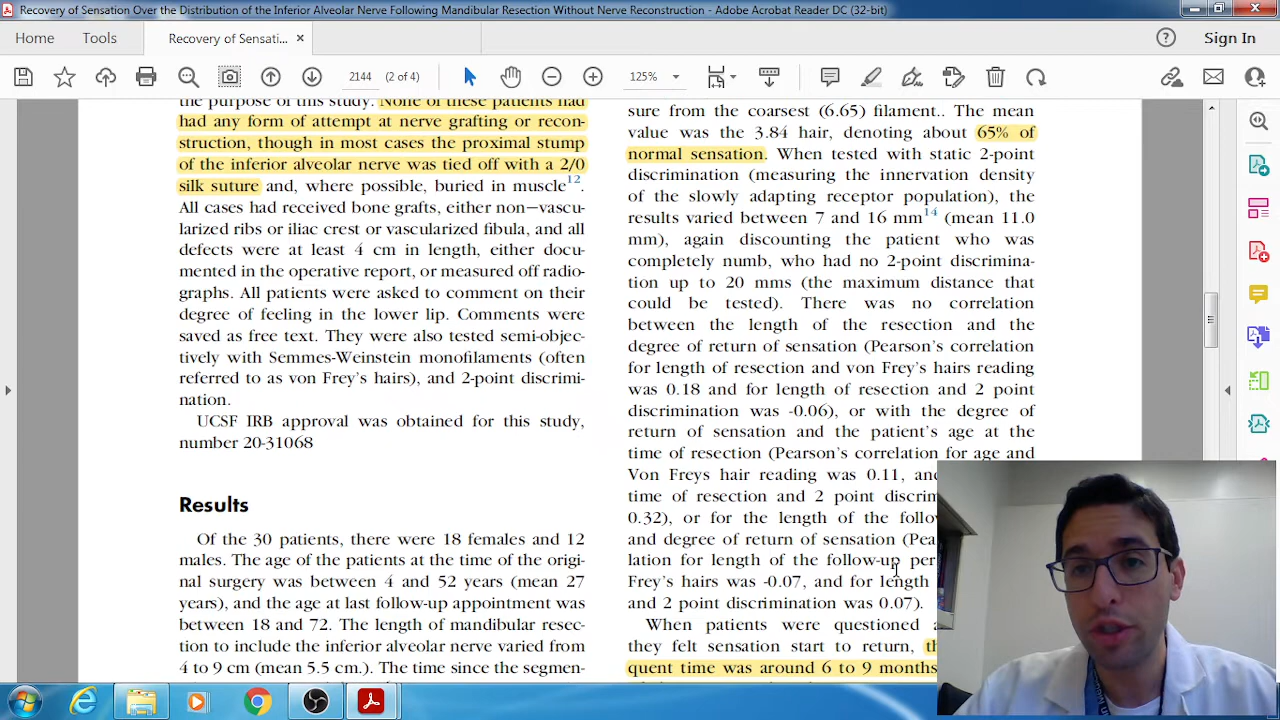 Recovery of Sensation Over the Distribution of the Inferior Alveolar Nerve Following Mandibular Resection Without Nerve Reconstruction - Adobe Acrobat Reader DC (32-bit)
Home
Tools
Recovery of Sensati... ×
Sign In
2144
(2 of 4)
125%
the purpose of this study. None of these patients had
had any form of attempt at nerve grafting or recon-
struction, though in most cases the proximal stump
of the inferior alveolar nerve was tied off with a 2/0
silk suture and, where possible, buried in muscle12.
All cases had received bone grafts, either non−vascu-
larized ribs or iliac crest or vascularized fibula, and all
defects were at least 4 cm in length, either docu-
mented in the operative report, or measured off radio-
graphs. All patients were asked to comment on their
degree of feeling in the lower lip. Comments were
saved as free text. They were also tested semi-objec-
tively with Semmes-Weinstein monofilaments (often
referred to as von Frey's hairs), and 2-point discrimi-
nation.
UCSF IRB approval was obtained for this study,
number 20-31068
Results
Of the 30 patients, there were 18 females and 12
males. The age of the patients at the time of the origi-
nal surgery was between 4 and 52 years (mean 27
years), and the age at last follow-up appointment was
between 18 and 72. The length of mandibular resec-
tion to include the inferior alveolar nerve varied from
4 to 9 cm (mean 5.5 cm.). The time since the segmen-
sure from the coarsest (6.65) filament.. The mean
value was the 3.84 hair, denoting about 65% of
normal sensation. When tested with static 2-point
discrimination (measuring the innervation density
of the slowly adapting receptor population), the
results varied between 7 and 16 mm14 (mean 11.0
mm), again discounting the patient who was
completely numb, who had no 2-point discrimina-
tion up to 20 mms (the maximum distance that
could be tested). There was no correlation
between the length of the resection and the
degree of return of sensation (Pearson's correlation
for length of resection and von Frey's hairs reading
was 0.18 and for length of resection and 2 point
discrimination was -0.06), or with the degree of
return of sensation and the patient's age at the
time of resection (Pearson's correlation for age and
Von Freys hair reading was 0.11, and
time of resection and 2 point discrim
0.32), or for the length of the follo
and degree of return of sensation (Pea
lation for length of the follow-up per
Frey's hairs was -0.07, and for length
and 2 point discrimination was 0.07).
When patients were questioned
they felt sensation start to return, th
quent time was around 6 to 9 months